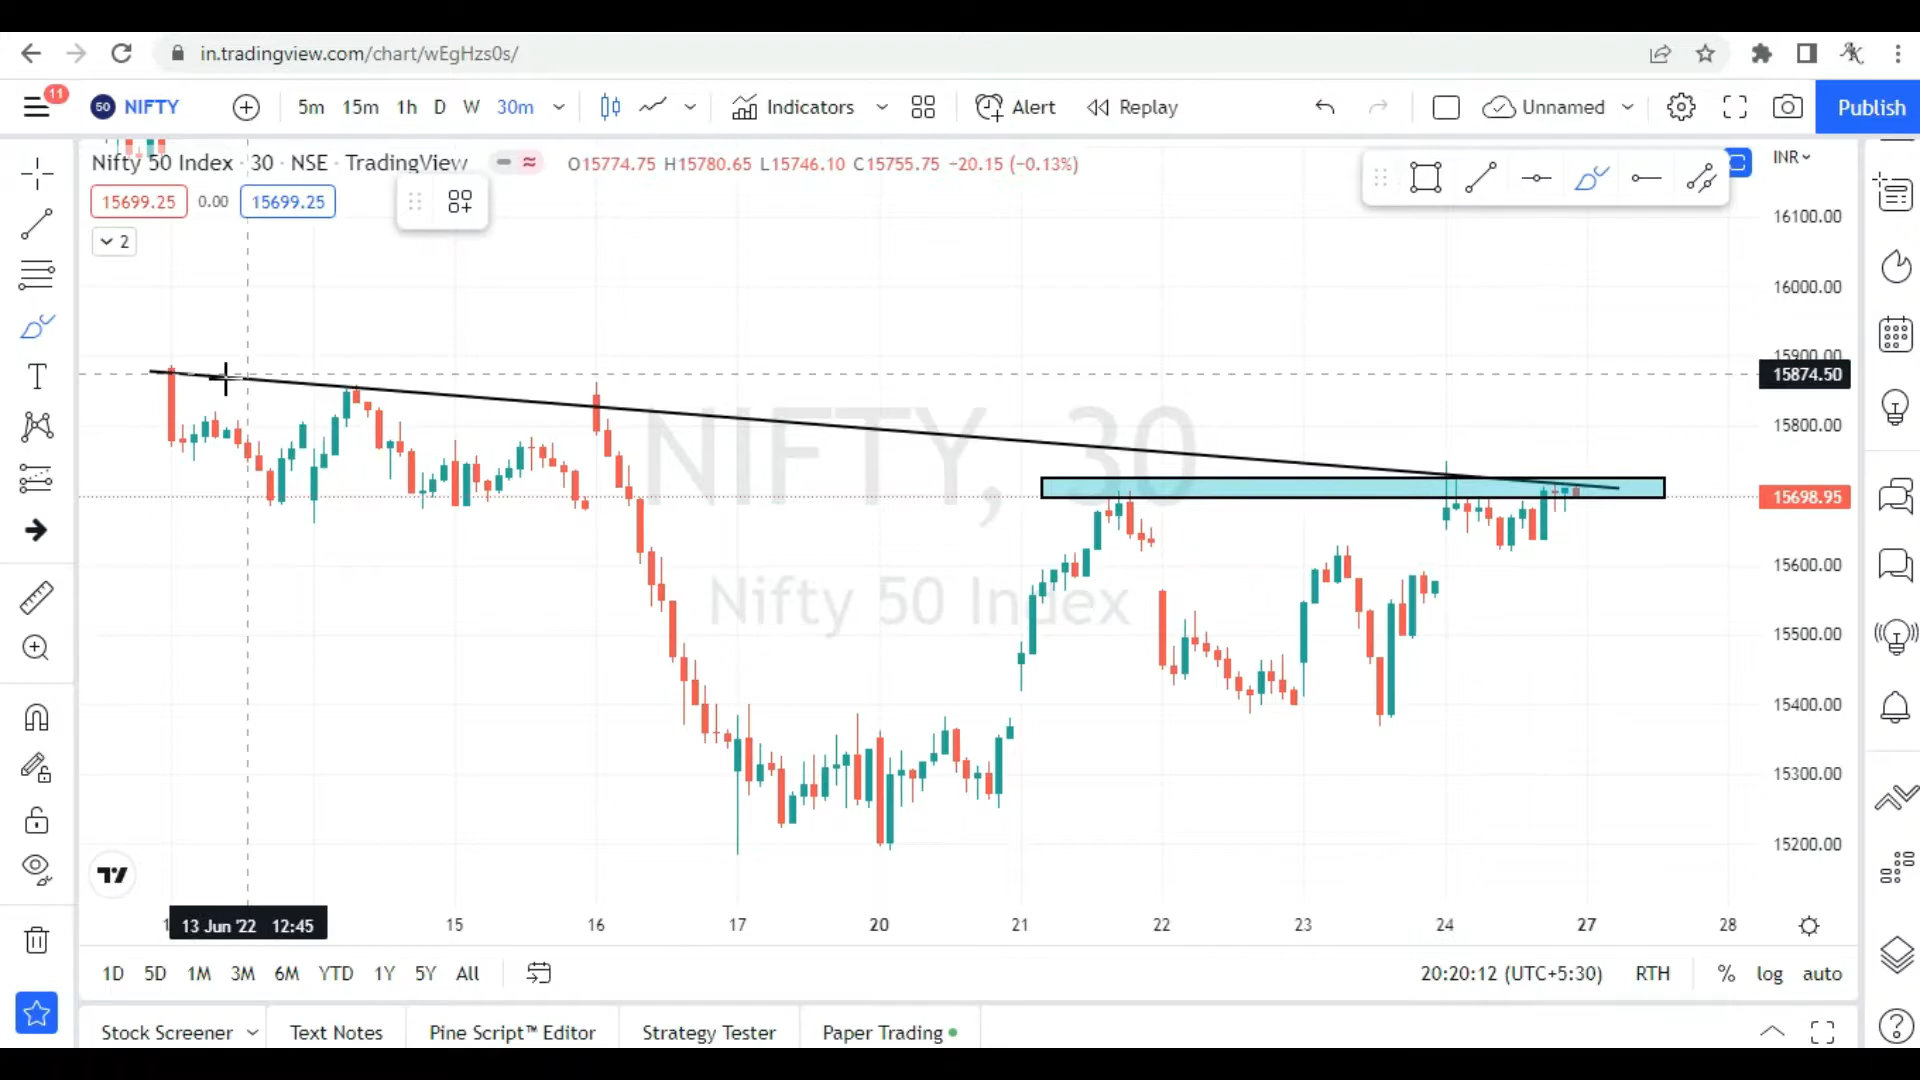 in.tradingview.com/chart/wEgHzs0s/
11
50 NIFTY 5m 15m 1h D W 30m Indicators Alert Replay Unnamed Publish
Nifty 50 Index · 30 · NSE · TradingView O15774.75 H15780.65 L15746.10 C15755.75 −20.15 (−0.13%)
INR
15699.25 0.00 15699.25
2
16100.00
16000.00
15900.00
15874.50
15800.00
15698.95
15600.00
15500.00
15400.00
15300.00
15200.00
NIFTY, 30
Nifty 50 Index
13 Jun '22 12:45 15 16 17 20 21 22 23 24 27 28
1D 5D 1M 3M 6M YTD 1Y 5Y All 20:20:12 (UTC+5:30) RTH % log auto
Stock Screener Text Notes Pine Script™ Editor Strategy Tester Paper Trading